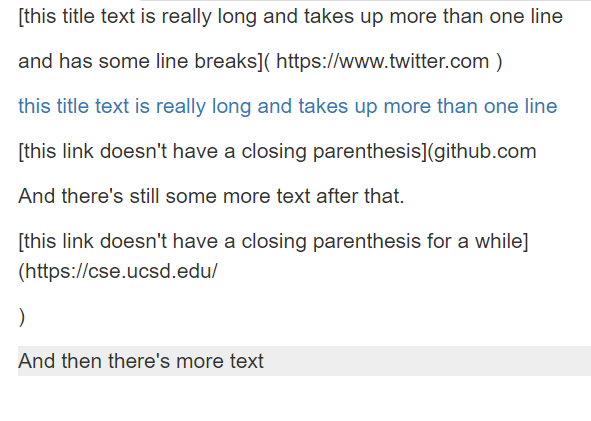 [this title text is really long and takes up more than one line
and has some line breaks]( https://www.twitter.com )
this title text is really long and takes up more than one line
[this link doesn't have a closing parenthesis](github.com
And there's still some more text after that.
[this link doesn't have a closing parenthesis for a while]
(https://cse.ucsd.edu/
)
And then there's more text